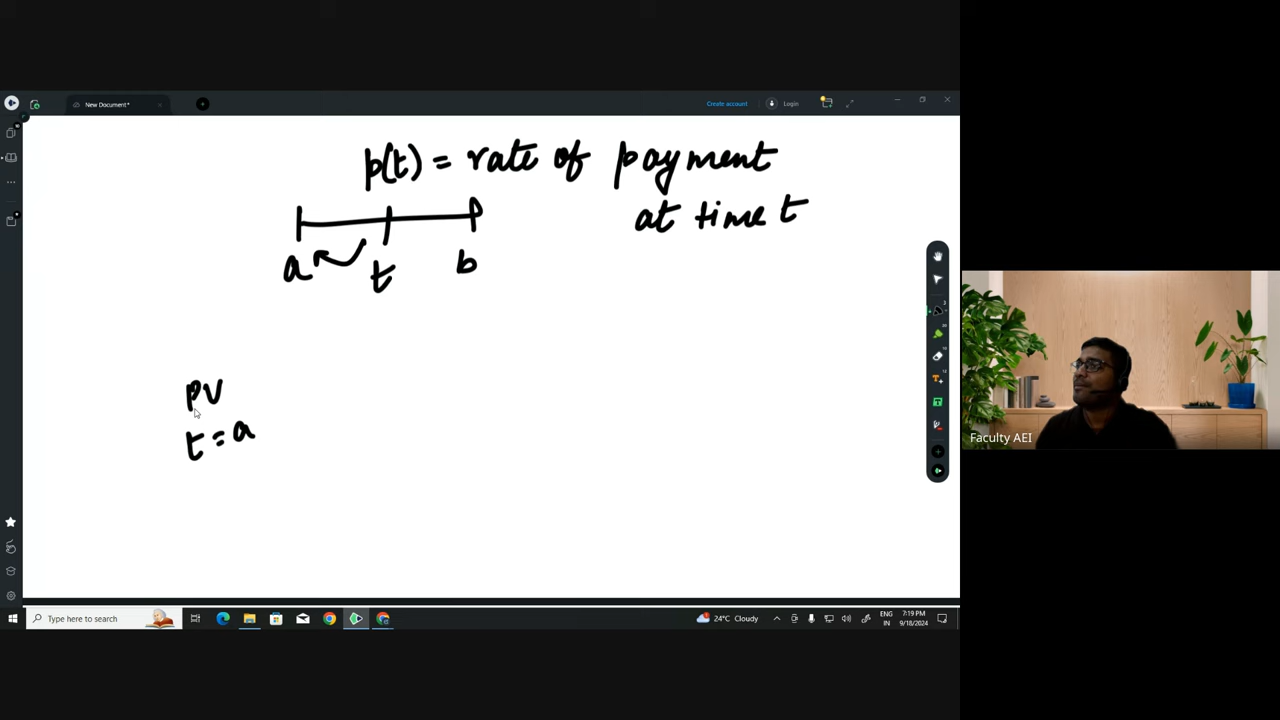 New Document*
Create account
Login
p(t) = rate of payment
at time t
a
t
b
PV
t = a
Faculty AEI
Type here to search
24°C Cloudy
ENG
IN
7:19 PM
9/18/2024